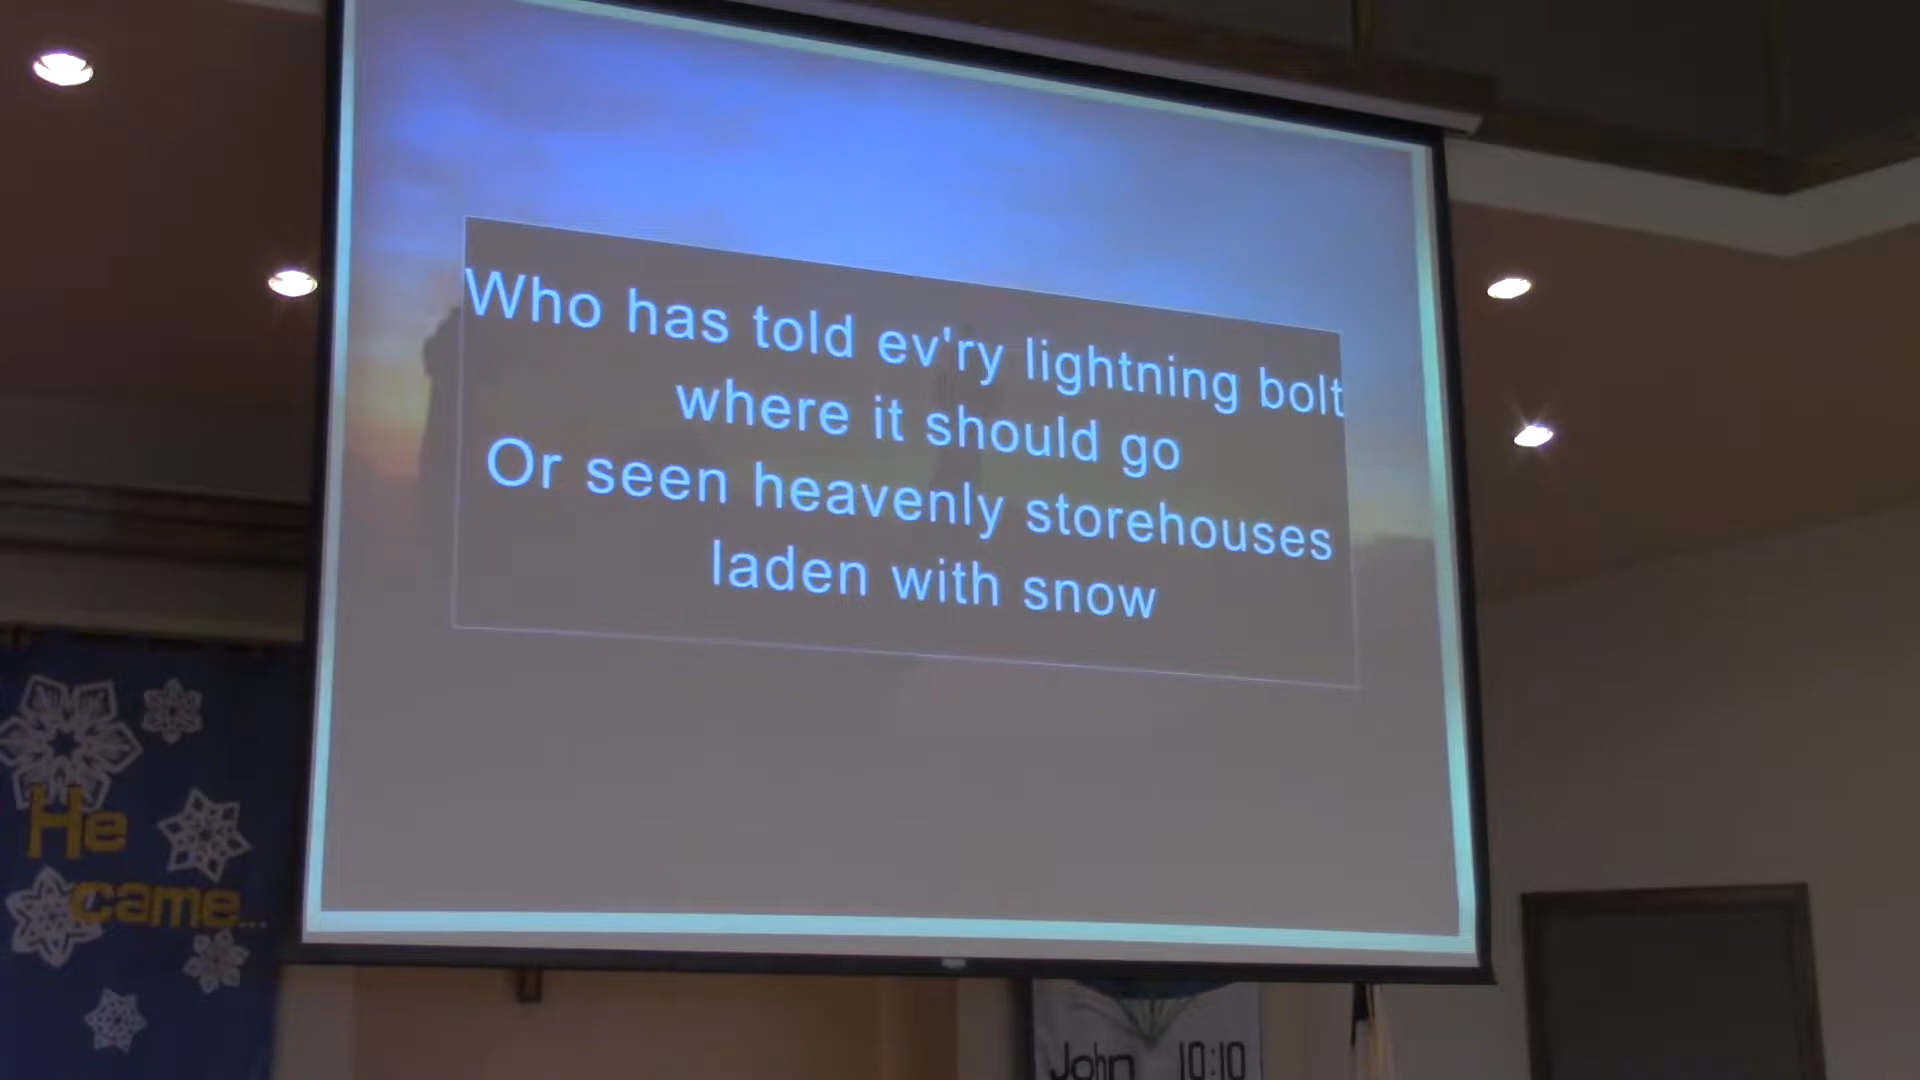 Who has told ev'ry lightning bolt
where it should go
Or seen heavenly storehouses
laden with snow
He
came...
John 10:10